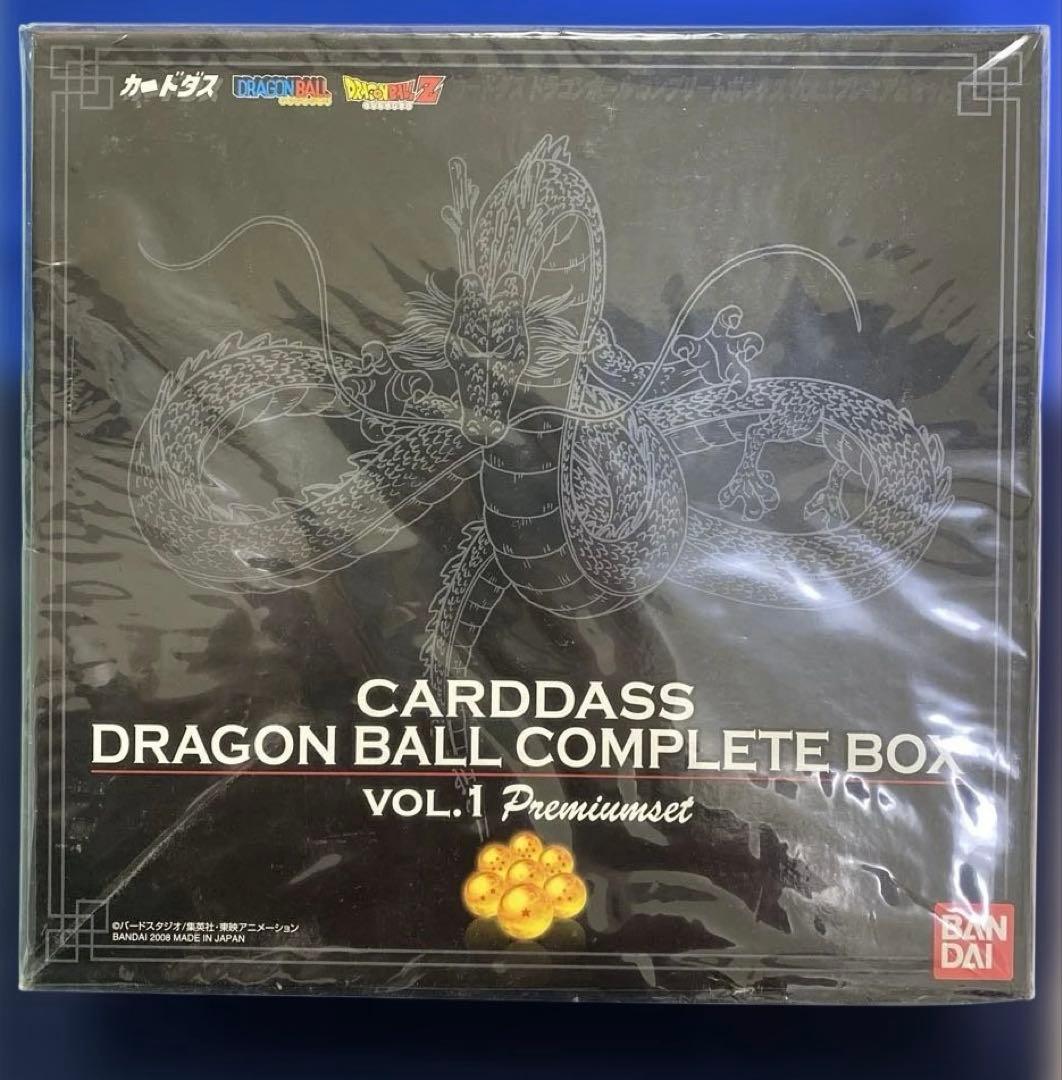 カードダス DRAGON BALL DRAGON BALL Z
CARDDASS
DRAGON BALL COMPLETE BOX
VOL.1 Premiumset
©バードスタジオ/集英社・東映アニメーション
BANDAI 2008 MADE IN JAPAN
BAN
DAI